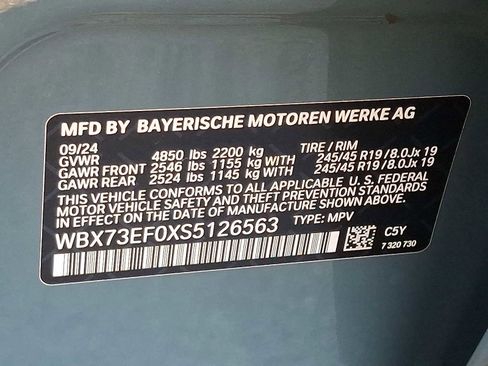 MFD BY BAYERISCHE MOTOREN WERKE AG
09/24 TIRE / RIM
GVWR 4850 lbs 2200 kg
GAWR FRONT 2546 lbs 1155 kg WITH 245/45 R19 /8.0Jx 19
GAWR REAR 2524 lbs 1145 kg WITH 245/45 R19 /8.0Jx 19
THIS VEHICLE CONFORMS TO ALL APPLICABLE U. S. FEDERAL
MOTOR VEHICLE SAFETY AND THEFT PREVENTION STANDARDS
IN EFFECT ON THE DATE OF MANUFACTURE SHOWN ABOVE.
WBX73EF0XS5126563 TYPE: MPV
C5Y
7 320 730